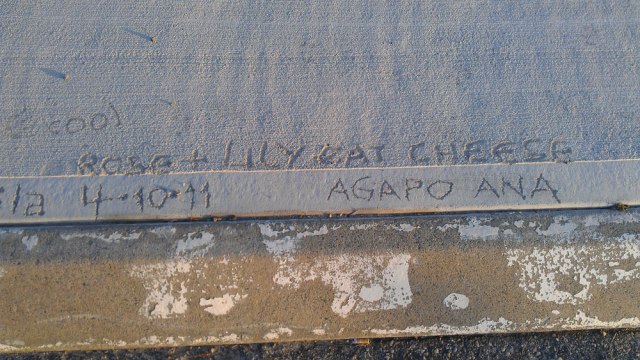 cool
ROSE + LILY EAT CHEESE
4-10-11 AGAPO ANA